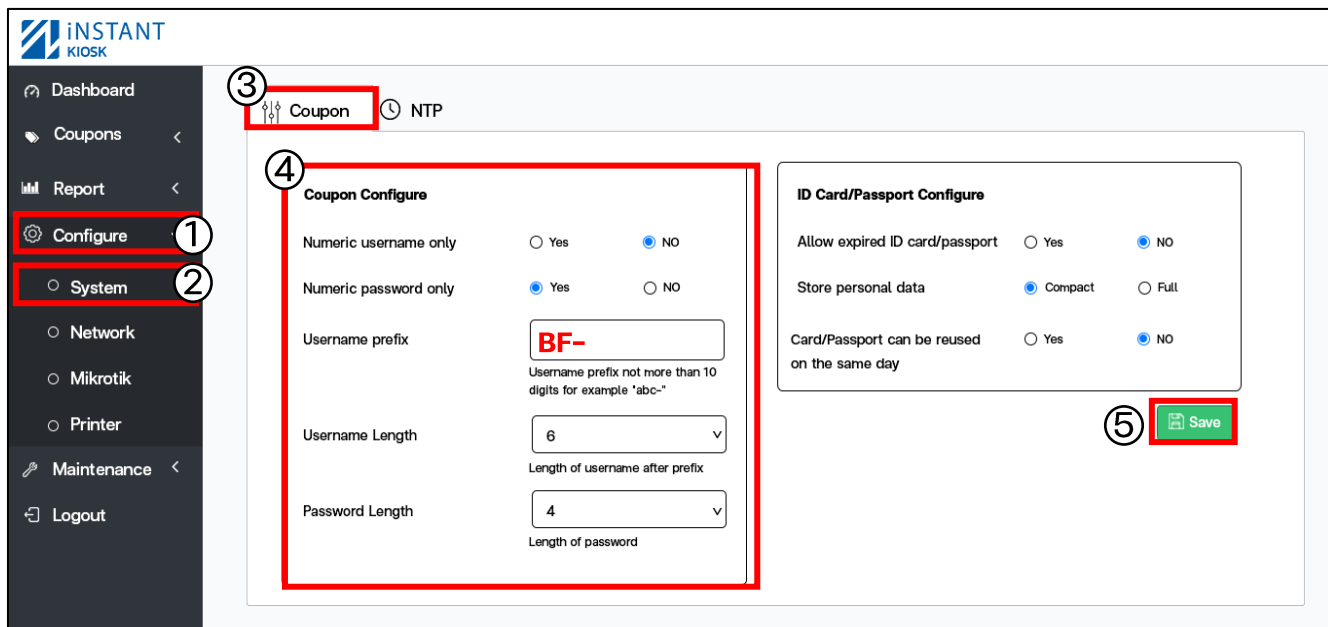 iNSTANT
KIOSK
Dashboard
Coupons
Report
Configure
①
System
②
Network
Mikrotik
Printer
Maintenance
Logout
③
Coupon
NTP
④
Coupon Configure
Numeric username only
Yes
NO
Numeric password only
Yes
NO
Username prefix
BF-
Username prefix not more than 10
digits for example "abc-"
Username Length
6
Length of username after prefix
Password Length
4
Length of password
ID Card/Passport Configure
Allow expired ID card/passport
Yes
NO
Store personal data
Compact
Full
Card/Passport can be reused
on the same day
Yes
NO
⑤
Save